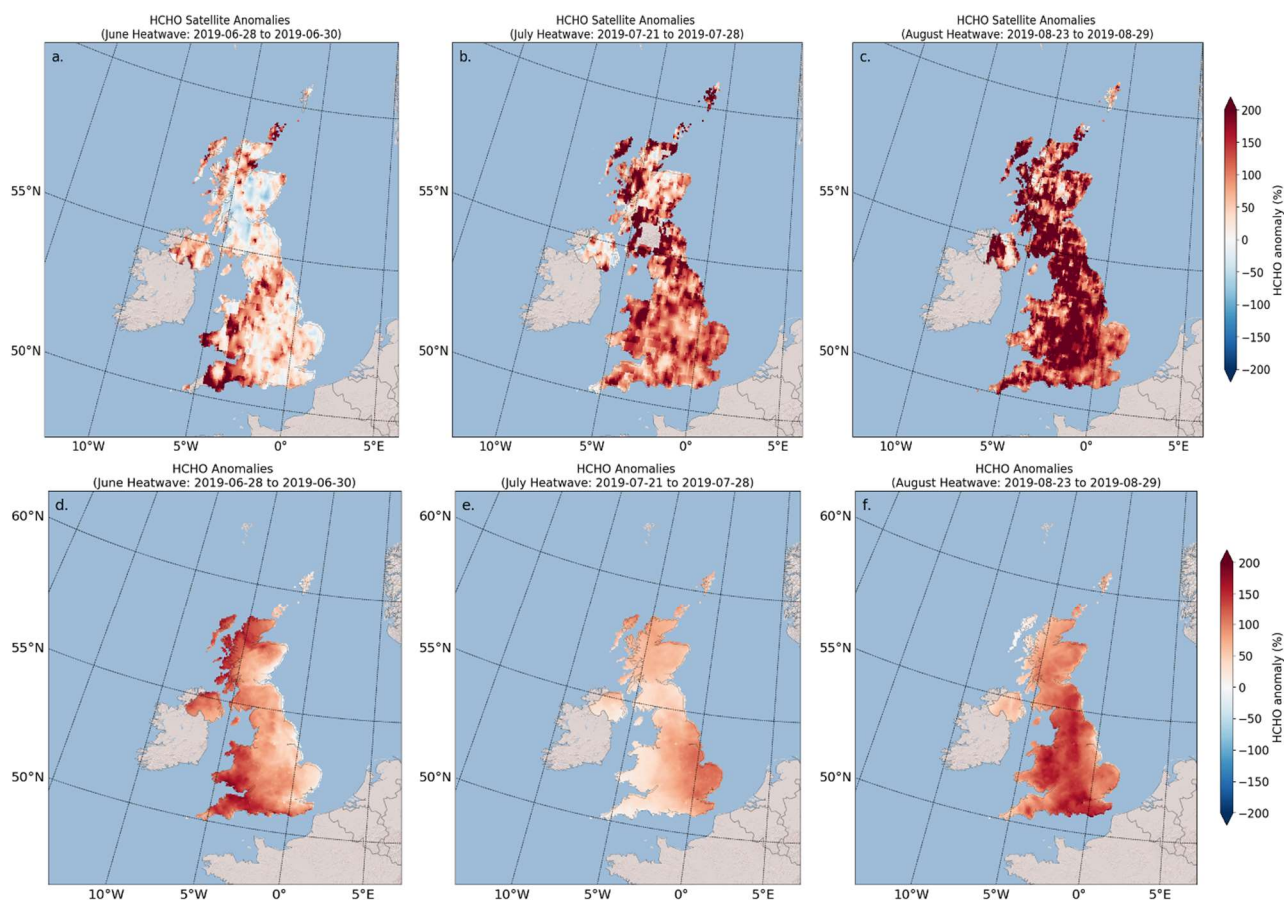 HCHO Satellite Anomalies
(June Heatwave: 2019-06-28 to 2019-06-30)
a.
55°N
50°N
10°W
5°W
0°
5°E
HCHO Satellite Anomalies
(July Heatwave: 2019-07-21 to 2019-07-28)
b.
55°N
50°N
10°W
5°W
0°
5°E
HCHO Satellite Anomalies
(August Heatwave: 2019-08-23 to 2019-08-29)
c.
55°N
50°N
10°W
5°W
0°
5°E
200
150
100
50
0
−50
−100
−150
−200
HCHO anomaly (%)
HCHO Anomalies
(June Heatwave: 2019-06-28 to 2019-06-30)
d.
60°N
55°N
50°N
10°W
5°W
0°
5°E
HCHO Anomalies
(July Heatwave: 2019-07-21 to 2019-07-28)
e.
60°N
55°N
50°N
10°W
5°W
0°
5°E
HCHO Anomalies
(August Heatwave: 2019-08-23 to 2019-08-29)
f.
60°N
55°N
50°N
10°W
5°W
0°
5°E
200
150
100
50
0
−50
−100
−150
−200
HCHO anomaly (%)